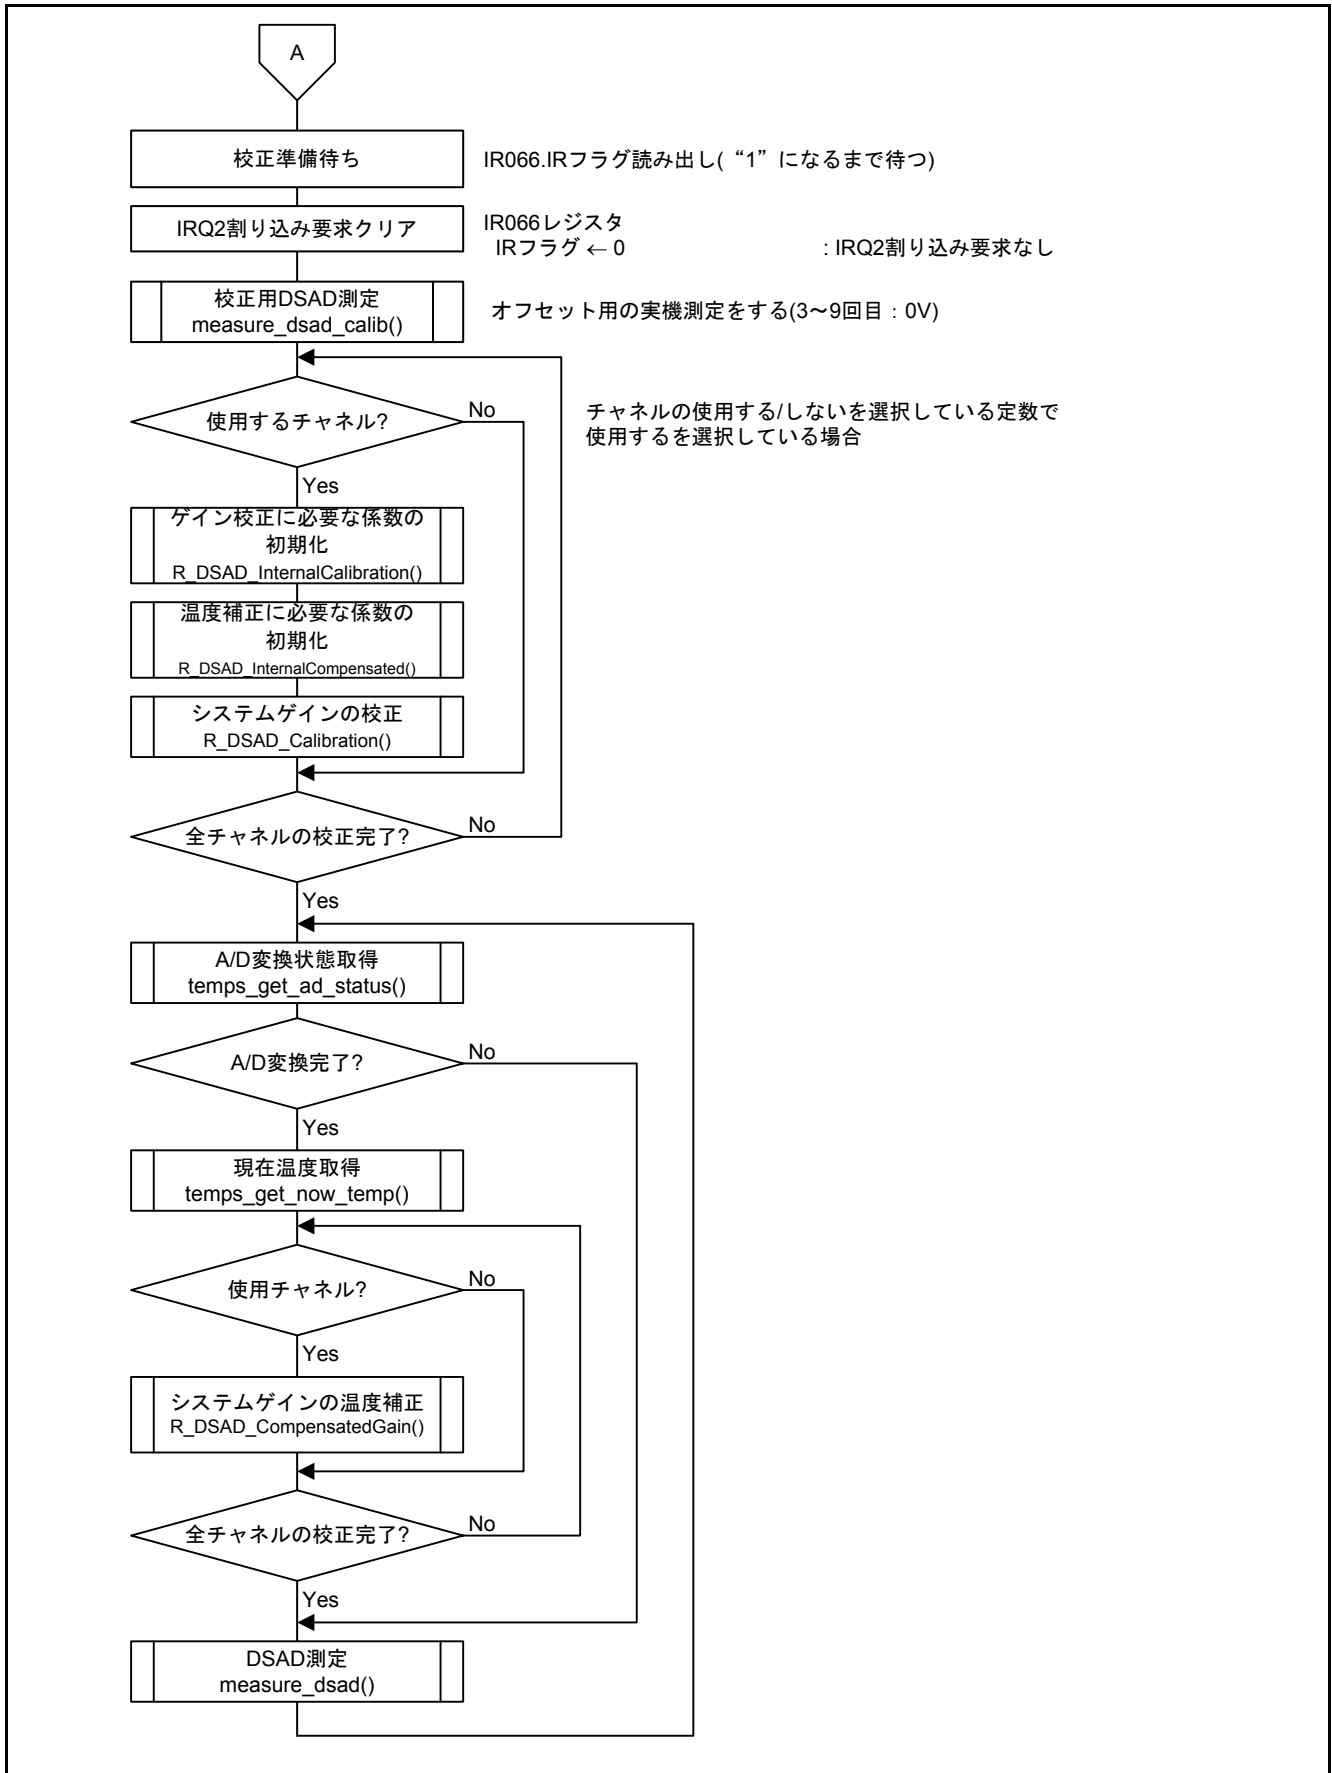 A
校正準備待ち
IR066.IRフラグ読み出し(“1”になるまで待つ)
IRQ2割り込み要求クリア
IR066レジスタ
IRフラグ ← 0 : IRQ2割り込み要求なし
校正用DSAD測定
measure_dsad_calib()
オフセット用の実機測定をする(3～9回目：0V)
使用するチャネル?
No
チャネルの使用する/しないを選択している定数で
使用するを選択している場合
Yes
ゲイン校正に必要な係数の
初期化
R_DSAD_InternalCalibration()
温度補正に必要な係数の
初期化
R_DSAD_InternalCompensated()
システムゲインの校正
R_DSAD_Calibration()
全チャネルの校正完了?
No
Yes
A/D変換状態取得
temps_get_ad_status()
A/D変換完了?
No
Yes
現在温度取得
temps_get_now_temp()
使用チャネル?
No
Yes
システムゲインの温度補正
R_DSAD_CompensatedGain()
全チャネルの校正完了?
No
Yes
DSAD測定
measure_dsad()